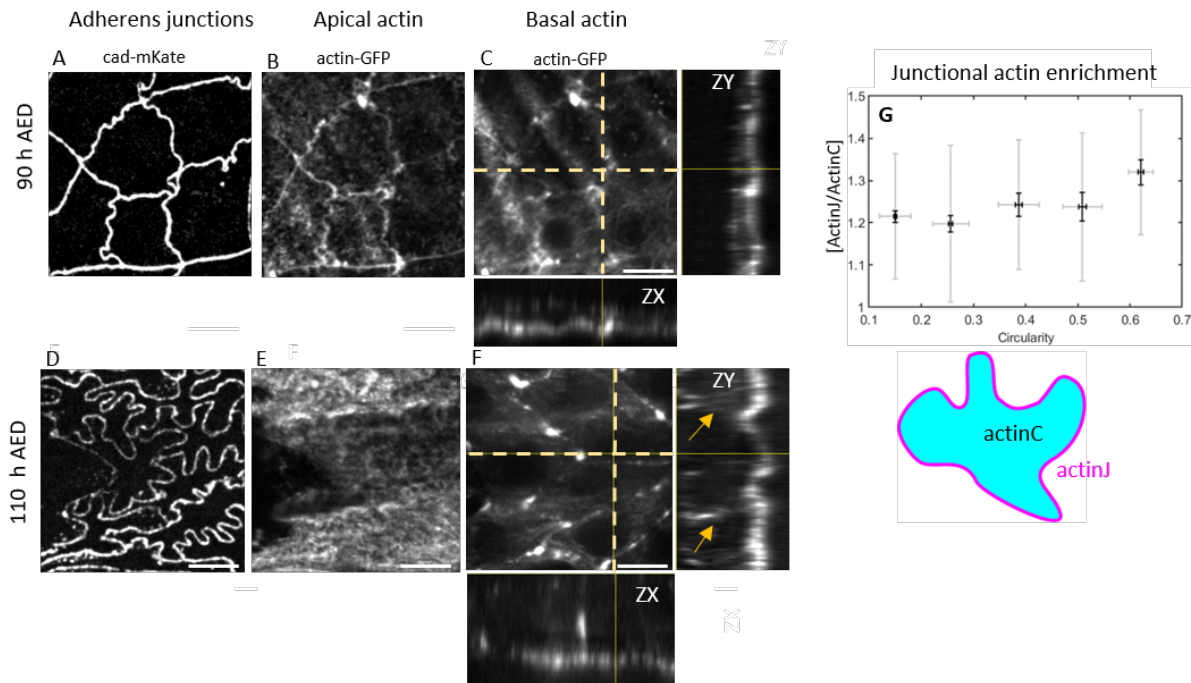 Adherens junctions Apical actin Basal actin
A cad-mKate B actin-GFP C actin-GFP ZY
ZY
90 h AED
ZX
D E F
F
ZY
110 h AED
ZX
ZX
Junctional actin enrichment
G
[ActinJ/ActinC]
1.5
1.4
1.3
1.2
1.1
1
0.1 0.2 0.3 0.4 0.5 0.6 0.7
Circularity
actinC
actinJ